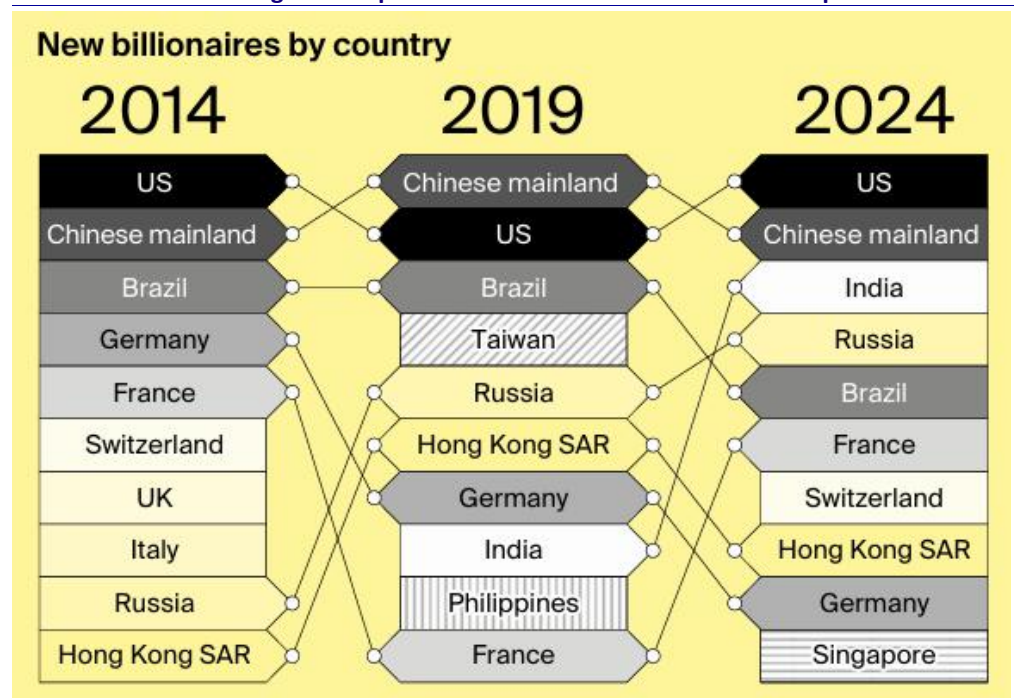 New billionaires by country
2014
US
Chinese mainland
Brazil
Germany
France
Switzerland
UK
Italy
Russia
Hong Kong SAR
2019
Chinese mainland
US
Brazil
Taiwan
Russia
Hong Kong SAR
Germany
India
Philippines
France
2024
US
Chinese mainland
India
Russia
Brazil
France
Switzerland
Hong Kong SAR
Germany
Singapore